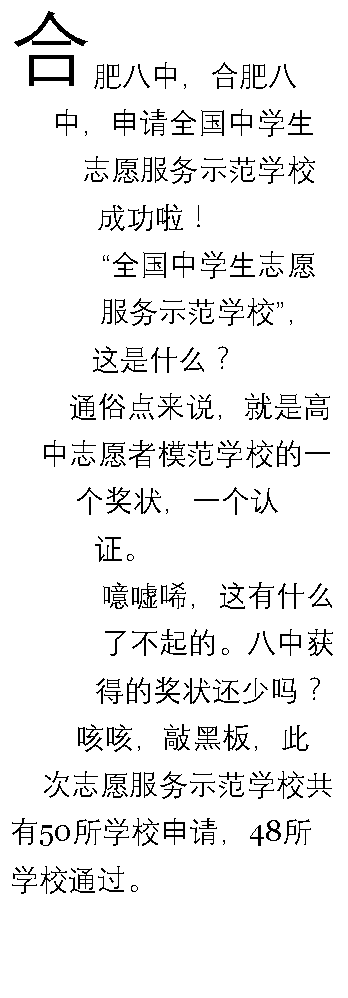 合肥八中，合肥八
中，申请全国中学生
志愿服务示范学校
成功啦！
“全国中学生志愿
服务示范学校”，
这是什么？
通俗点来说，就是高
中志愿者模范学校的一
个奖状，一个认
证。
噫嘘唏，这有什么
了不起的。八中获
得的奖状还少吗？
咳咳，敲黑板，此
次志愿服务示范学校共
有50所学校申请，48所
学校通过。